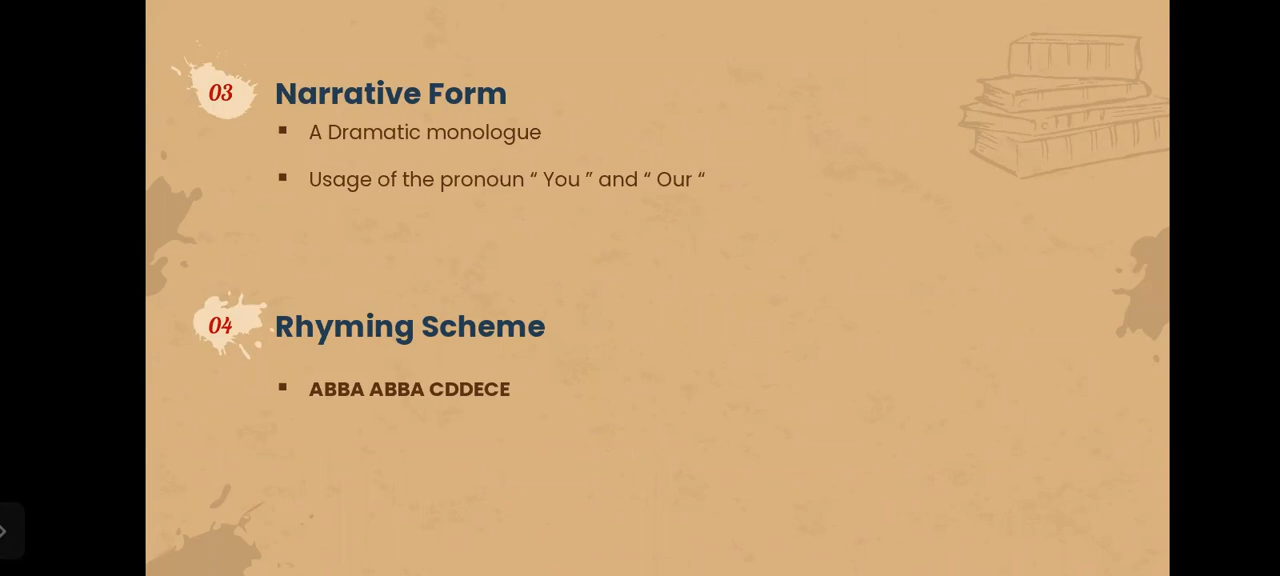 03
Narrative Form
▪ A Dramatic monologue
▪ Usage of the pronoun “ You ” and “ Our “
04
Rhyming Scheme
▪ ABBA ABBA CDDECE